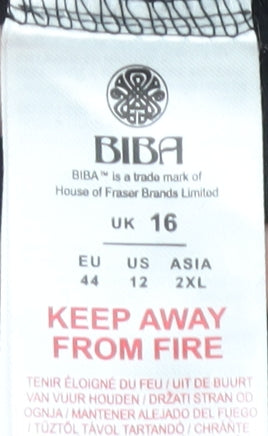 BIBA
BIBA™ is a trade mark of
House of Fraser Brands Limited
UK 16
EU US ASIA
44 12 2XL
KEEP AWAY
FROM FIRE
TENIR ÉLOIGNÉ DU FEU / UIT DE BUURT
VAN VUUR HOUDEN / DRŽATI STRAN OD
OGNJA / MANTENER ALEJADO DEL FUEGO
/ TŰZTŐL TÁVOL TARTANDÓ / CHRAŇTE